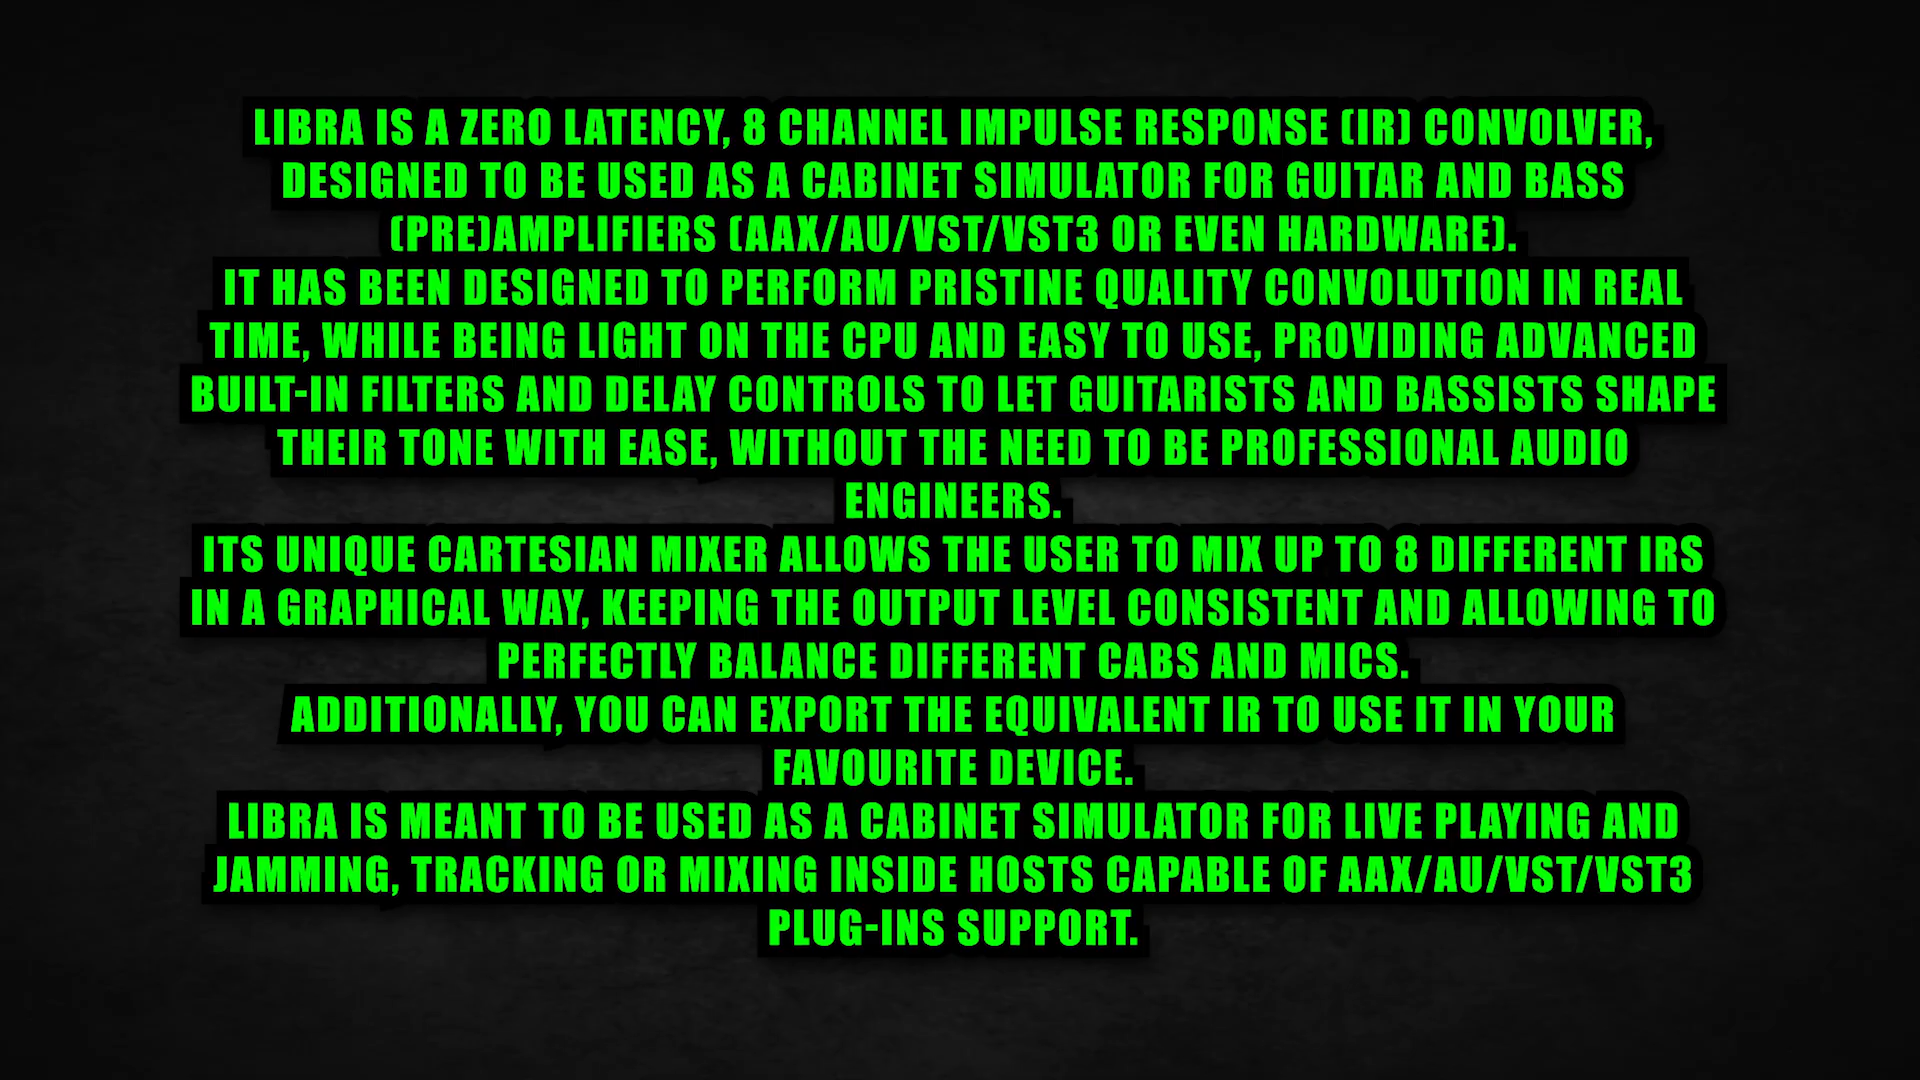 LIBRA IS A ZERO LATENCY, 8 CHANNEL IMPULSE RESPONSE (IR) CONVOLVER,
DESIGNED TO BE USED AS A CABINET SIMULATOR FOR GUITAR AND BASS
(PRE)AMPLIFIERS (AAX/AU/VST/VST3 OR EVEN HARDWARE).
IT HAS BEEN DESIGNED TO PERFORM PRISTINE QUALITY CONVOLUTION IN REAL
TIME, WHILE BEING LIGHT ON THE CPU AND EASY TO USE, PROVIDING ADVANCED
BUILT-IN FILTERS AND DELAY CONTROLS TO LET GUITARISTS AND BASSISTS SHAPE
THEIR TONE WITH EASE, WITHOUT THE NEED TO BE PROFESSIONAL AUDIO
ENGINEERS.
ITS UNIQUE CARTESIAN MIXER ALLOWS THE USER TO MIX UP TO 8 DIFFERENT IRS
IN A GRAPHICAL WAY, KEEPING THE OUTPUT LEVEL CONSISTENT AND ALLOWING TO
PERFECTLY BALANCE DIFFERENT CABS AND MICS.
ADDITIONALLY, YOU CAN EXPORT THE EQUIVALENT IR TO USE IT IN YOUR
FAVOURITE DEVICE.
LIBRA IS MEANT TO BE USED AS A CABINET SIMULATOR FOR LIVE PLAYING AND
JAMMING, TRACKING OR MIXING INSIDE HOSTS CAPABLE OF AAX/AU/VST/VST3
PLUG-INS SUPPORT.